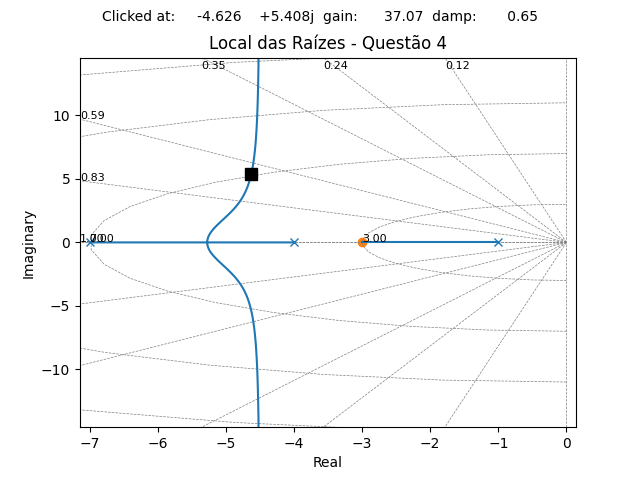 Clicked at: -4.626 +5.408j gain: 37.07 damp: 0.65
Local das Raízes - Questão 4
0.35 0.24 0.12
10
0.59
5
0.83
0
3.00
−5
−10
−7 −6 −5 −4 −3 −2 −1 0
Real
Imaginary